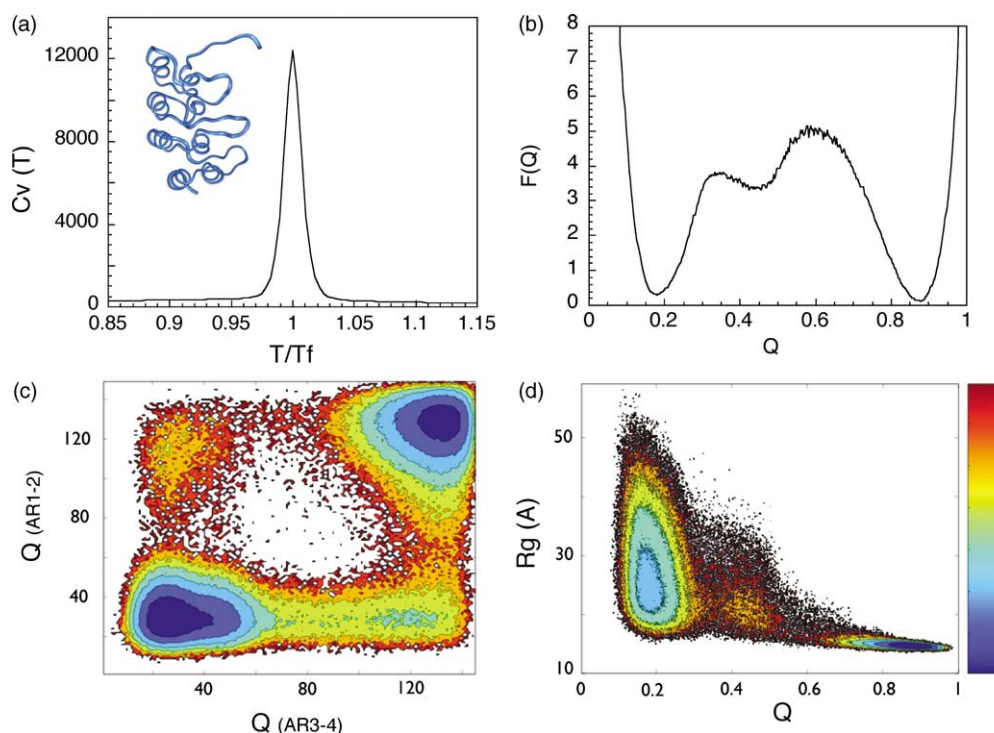 (a)
Cv (T)
12000
8000
4000
0
0.85 0.9 0.95 1 1.05 1.1 1.15
T/Tf
(b)
F(Q)
8
7
6
5
4
3
2
1
0
0 0.2 0.4 0.6 0.8 1
Q
(c)
Q (AR1-2)
120
80
40
40 80 120
Q (AR3-4)
(d)
Rg (A)
50
30
10
0 0.2 0.4 0.6 0.8 1
Q